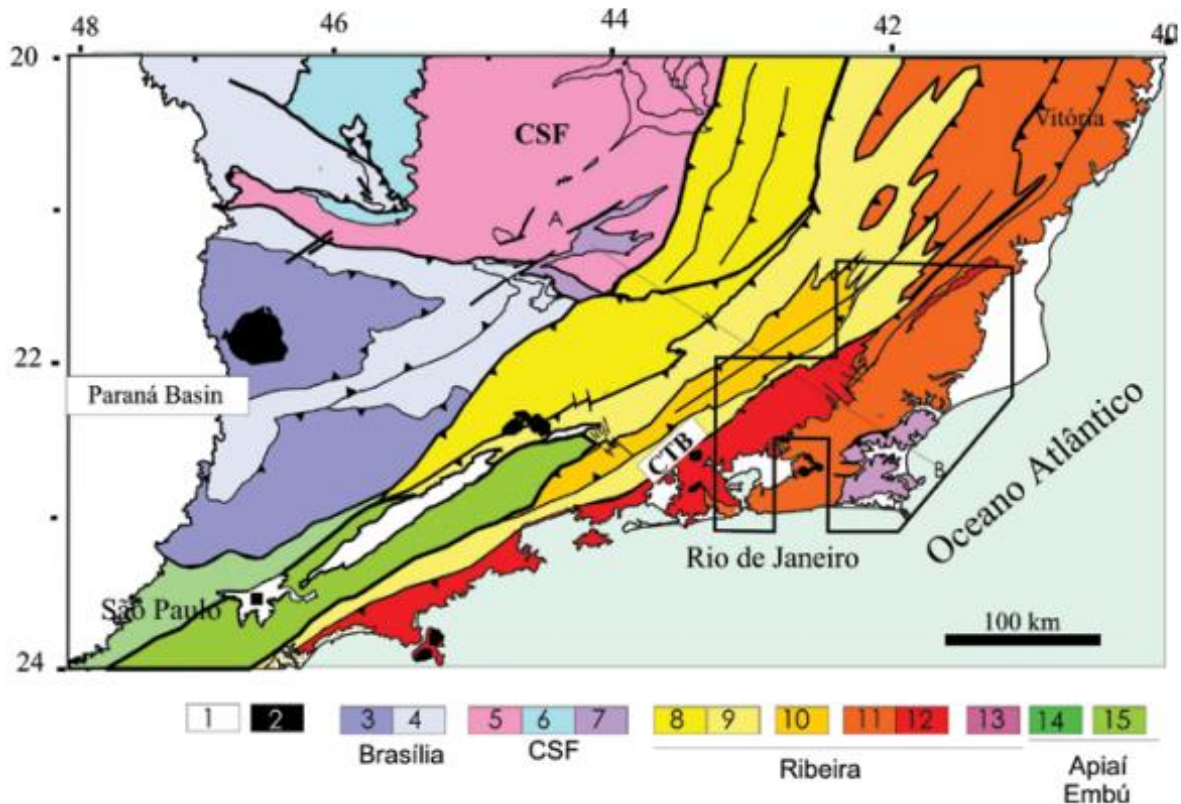 48 46 44 42 40
20
CSF
Vitória
A
22
Paraná Basin
CTB
B
Oceano Atlântico
Rio de Janeiro
São Paulo
100 km
24
1 2 3 4 5 6 7 8 9 10 11 12 13 14 15
Brasília CSF Ribeira Apiaí
Embú